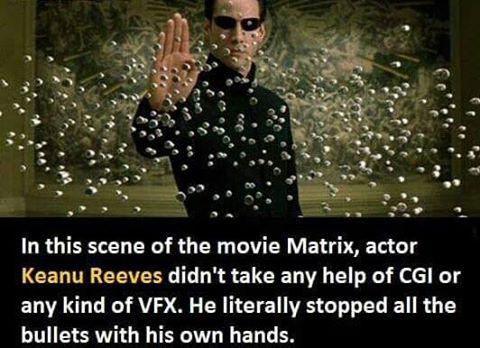 In this scene of the movie Matrix, actor
Keanu Reeves didn't take any help of CGI or
any kind of VFX. He literally stopped all the
bullets with his own hands.